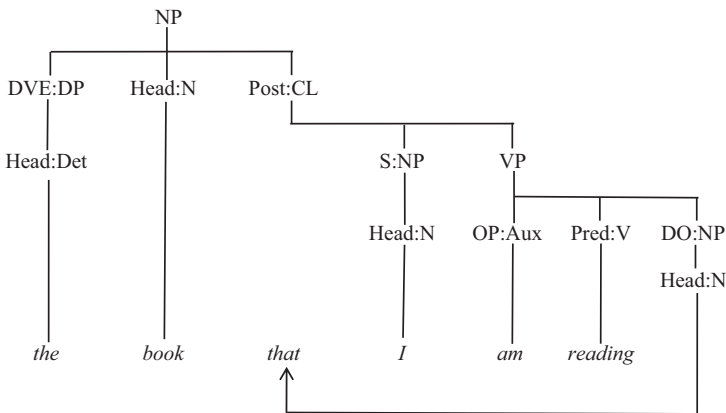 NP
DVE:DP Head:N Post:CL
Head:Det S:NP VP
Head:N OP:Aux Pred:V DO:NP
Head:N
the book that I am reading